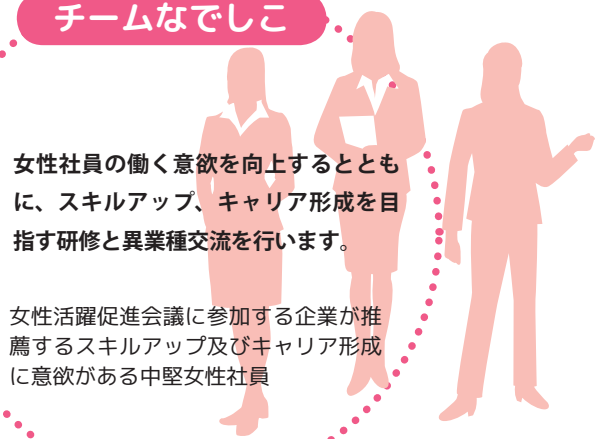 チームなでしこ
女性社員の働く意欲を向上するととも
に、スキルアップ、キャリア形成を目
指す研修と異業種交流を行います。
女性活躍促進会議に参加する企業が推
薦するスキルアップ及びキャリア形成
に意欲がある中堅女性社員